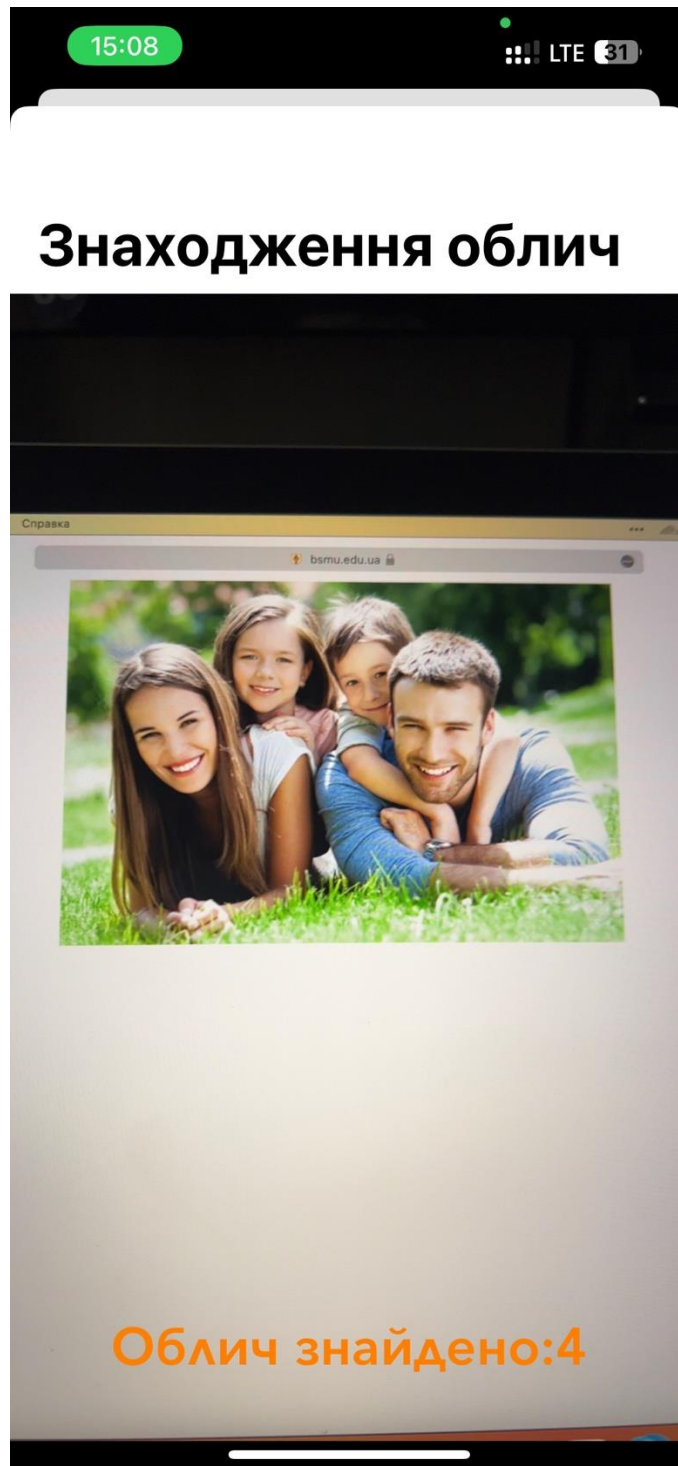 15:08
LTE 31
Знаходження облич
Справка
bsmu.edu.ua
Облич знайдено:4